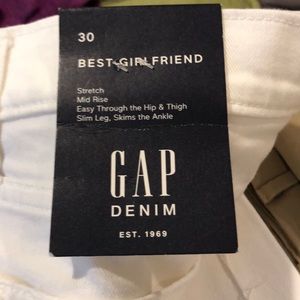 30
BEST GIRLFRIEND
Stretch
Mid Rise
Easy Through the Hip & Thigh
Slim Leg, Skims the Ankle
GAP
DENIM
EST. 1969